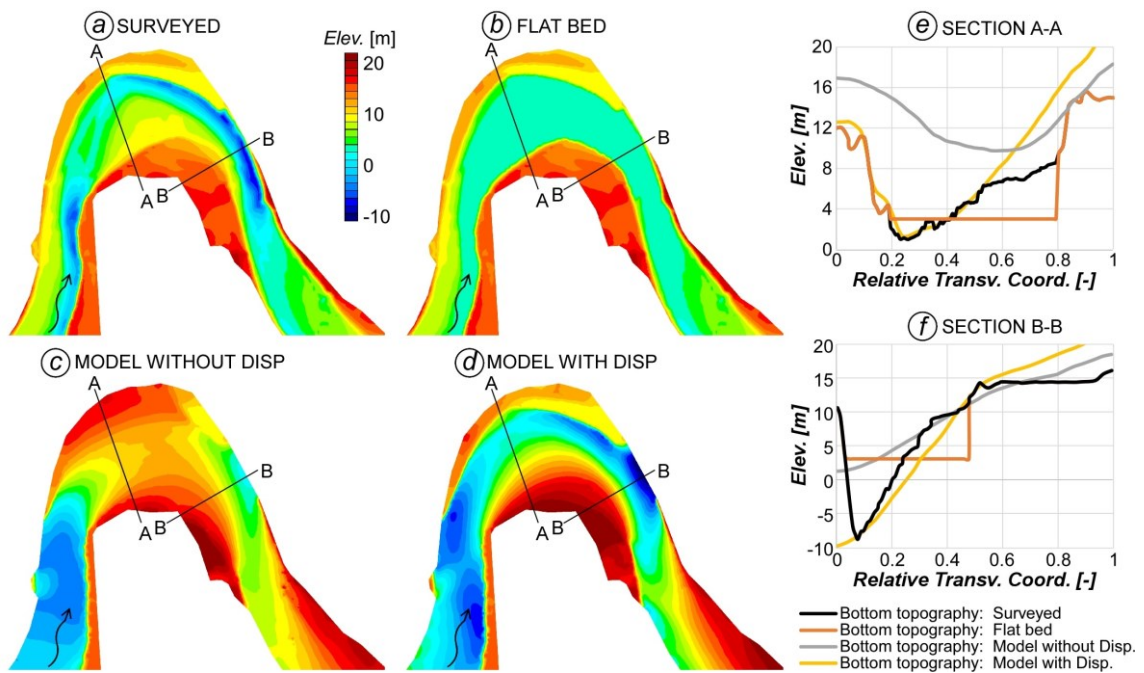 a SURVEYED
Elev. [m]
20
10
0
-10
A
B
A
B
b FLAT BED
A
B
A
B
e SECTION A-A
20
16
12
8
4
0
Elev. [m]
0 0.2 0.4 0.6 0.8 1
Relative Transv. Coord. [-]
c MODEL WITHOUT DISP
A
B
A
B
d MODEL WITH DISP
A
B
A
B
f SECTION B-B
20
15
10
5
0
-5
-10
Elev. [m]
0 0.2 0.4 0.6 0.8 1
Relative Transv. Coord. [-]
Bottom topography: Surveyed
Bottom topography: Flat bed
Bottom topography: Model without Disp.
Bottom topography: Model with Disp.